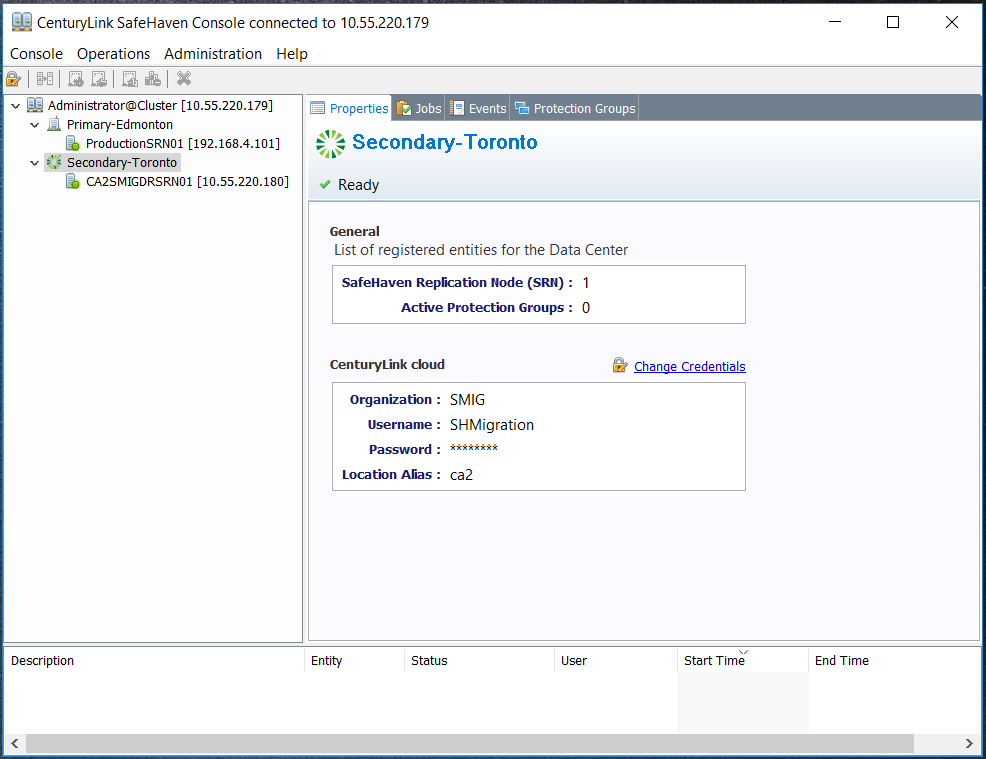 CenturyLink SafeHaven Console connected to 10.55.220.179
Console Operations Administration Help
Administrator@Cluster [10.55.220.179]
Primary-Edmonton
ProductionSRN01 [192.168.4.101]
Secondary-Toronto
CA2SMIGDRSRN01 [10.55.220.180]
Properties Jobs Events Protection Groups
Secondary-Toronto
Ready
General
List of registered entities for the Data Center
SafeHaven Replication Node (SRN) : 1
Active Protection Groups : 0
CenturyLink cloud Change Credentials
Organization : SMIG
Username : SHMigration
Password : ********
Location Alias : ca2
Description Entity Status User Start Time End Time